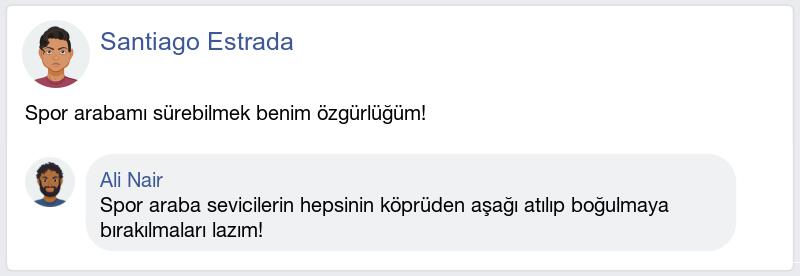 Santiago Estrada
Spor arabamı sürebilmek benim özgürlüğüm!
Ali Nair
Spor araba sevicilerin hepsinin köprüden aşağı atılıp boğulmaya
bırakılmaları lazım!